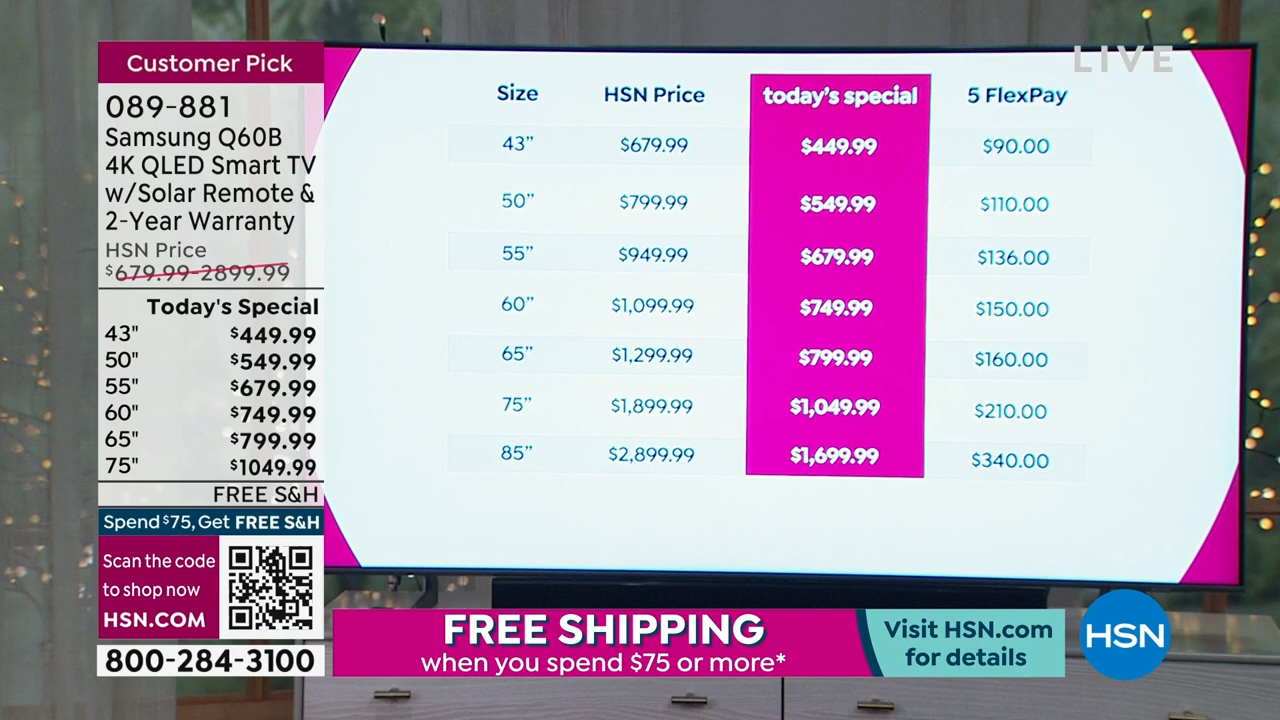 LIVE
Customer Pick
089-881
Samsung Q60B
4K QLED Smart TV
w/Solar Remote &
2-Year Warranty
HSN Price
$679.99-2899.99
Today's Special
43" $449.99
50" $549.99
55" $679.99
60" $749.99
65" $799.99
75" $1049.99
FREE S&H
Spend $75, Get FREE S&H
Scan the code
to shop now
HSN.COM
800-284-3100
Size HSN Price today's special 5 FlexPay
43” $679.99 $449.99 $90.00
50” $799.99 $549.99 $110.00
55” $949.99 $679.99 $136.00
60” $1,099.99 $749.99 $150.00
65” $1,299.99 $799.99 $160.00
75” $1,899.99 $1,049.99 $210.00
85” $2,899.99 $1,699.99 $340.00
FREE SHIPPING
when you spend $75 or more*
Visit HSN.com
for details
HSN